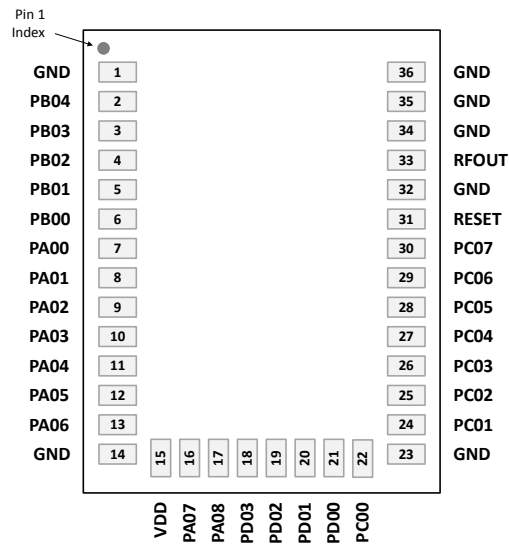 Pin 1
Index
GND 1 36 GND
PB04 2 35 GND
PB03 3 34 GND
PB02 4 33 RFOUT
PB01 5 32 GND
PB00 6 31 RESET
PA00 7 30 PC07
PA01 8 29 PC06
PA02 9 28 PC05
PA03 10 27 PC04
PA04 11 26 PC03
PA05 12 25 PC02
PA06 13 24 PC01
GND 14 23 GND
15 16 17 18 19 20 21 22
VDD PA07 PA08 PD03 PD02 PD01 PD00 PC00